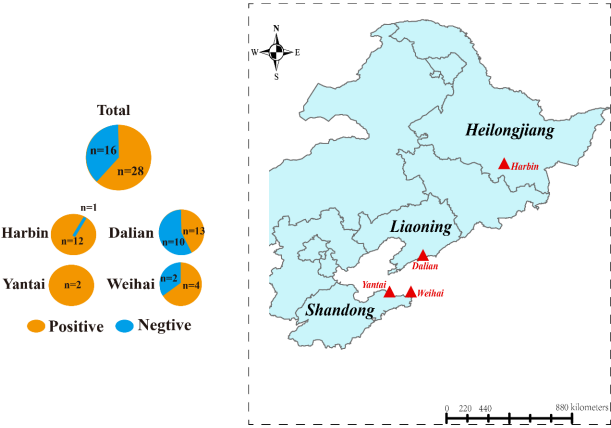 Total
n=16
n=28
n=1
Harbin
n=12
Dalian
n=13
n=10
Yantai
n=2
Weihai
n=2
n=4
Positive
Negtive
N
W
E
S
Heilongjiang
Harbin
Liaoning
Dalian
Yantai
Weihai
Shandong
0 220 440 880 kilometers